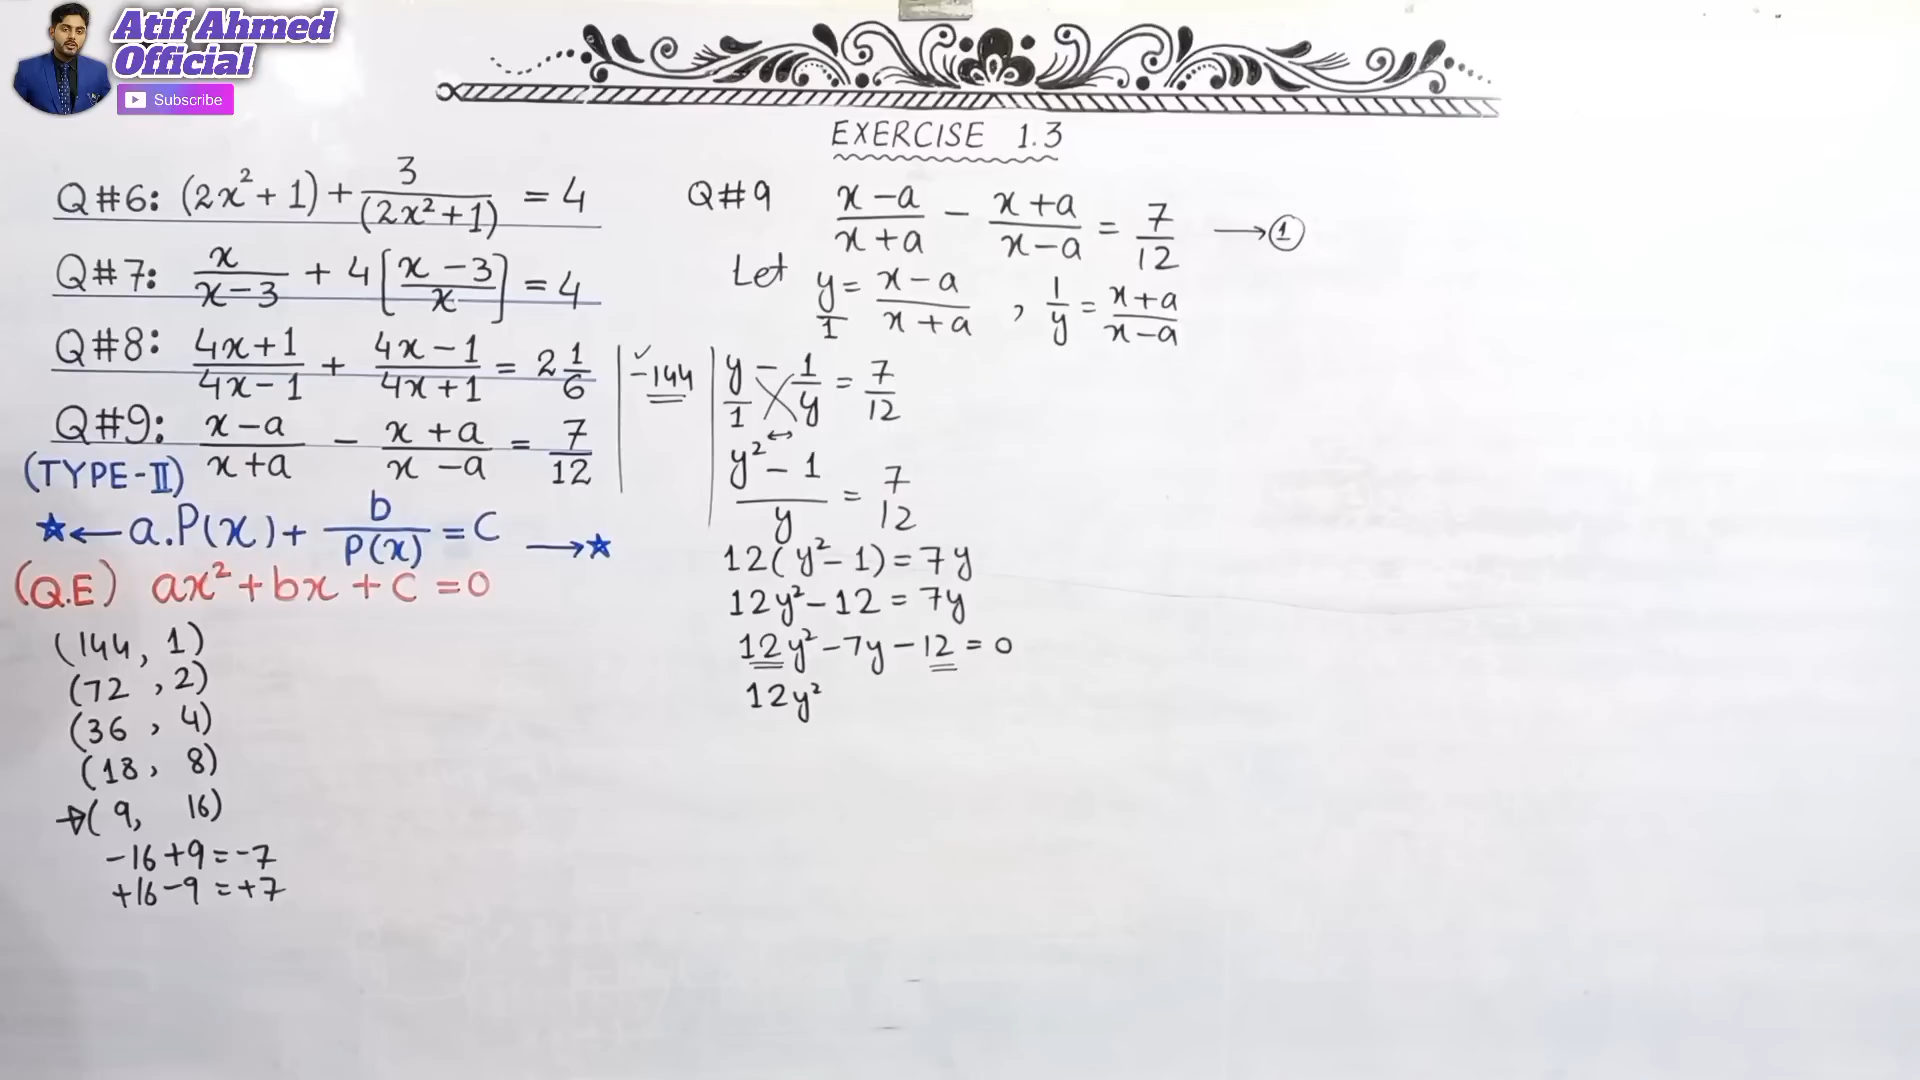 Atif Ahmed
Official
Subscribe
EXERCISE 1.3
Q#6: (2x²+1)+3/(2x²+1) = 4
Q#7: x/(x-3) + 4[(x-3)/x] = 4
Q#8: (4x+1)/(4x-1) + (4x-1)/(4x+1) = 2 1/6
Q#9: (x-a)/(x+a) - (x+a)/(x-a) = 7/12
(TYPE-II)
★←a.P(x)+ b/P(x) = C →★
(Q.E) ax²+bx+C=0
(144, 1)
(72, 2)
(36, 4)
(18, 8)
→(9, 16)
-16+9=-7
+16-9=+7
✓
-144
Q#9 (x-a)/(x+a) - (x+a)/(x-a) = 7/12 →①
Let y/1 = (x-a)/(x+a), 1/y = (x+a)/(x-a)
y/1 - 1/y = 7/12
(y²-1)/y = 7/12
12(y²-1)=7y
12y²-12=7y
12y²-7y-12=0
12y²